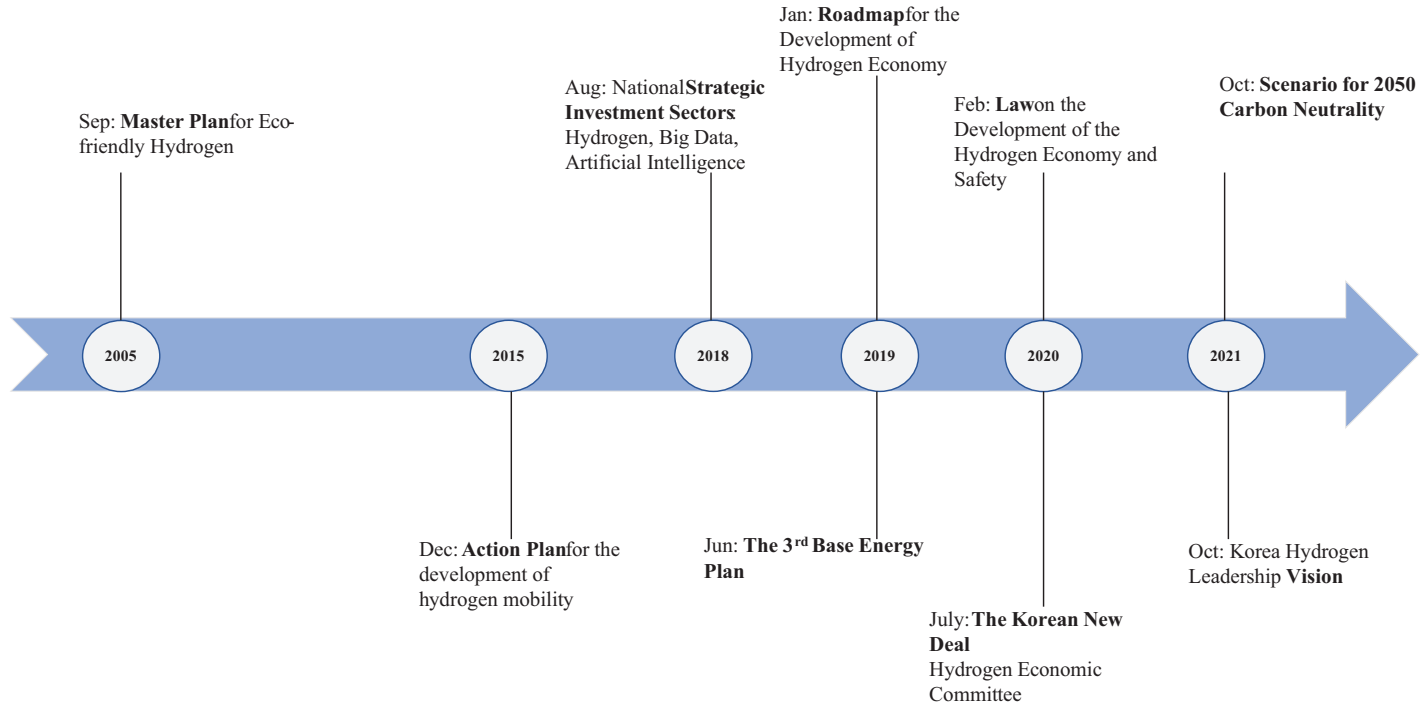 Jan: Roadmap for the
Development of
Hydrogen Economy
Aug: National Strategic
Investment Sectors:
Hydrogen, Big Data,
Artificial Intelligence
Oct: Scenario for 2050
Carbon Neutrality
Feb: Law on the
Development of the
Hydrogen Economy and
Safety
Sep: Master Plan for Eco-
friendly Hydrogen
2005
2015
2018
2019
2020
2021
Dec: Action Plan for the
development of
hydrogen mobility
Jun: The 3rd Base Energy
Plan
Oct: Korea Hydrogen
Leadership Vision
July: The Korean New
Deal
Hydrogen Economic
Committee